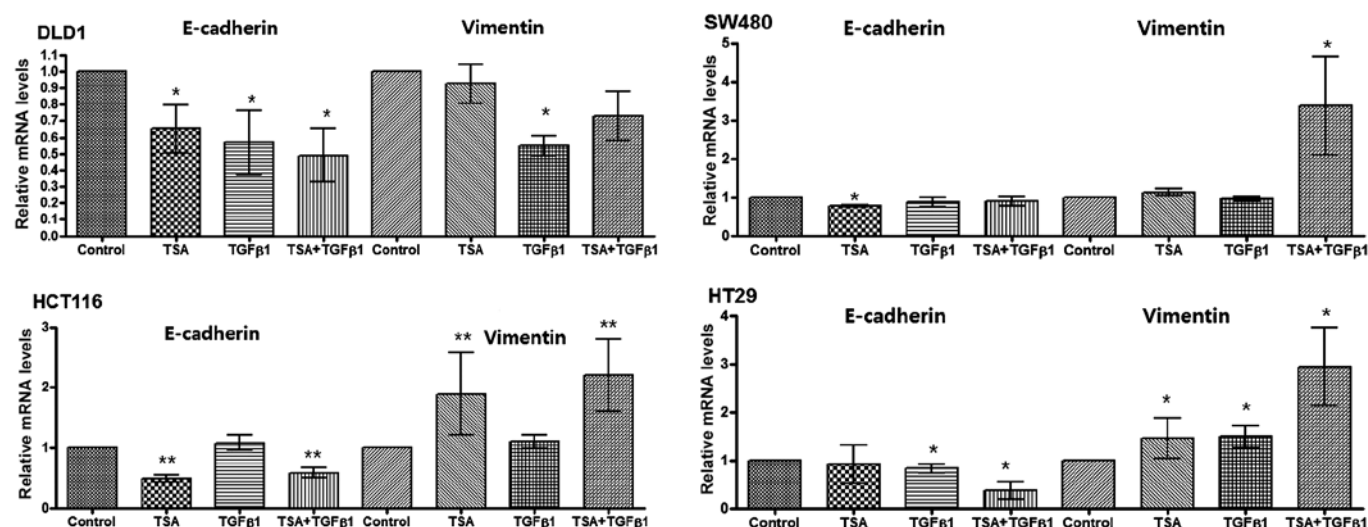 DLD1
E-cadherin
Vimentin
Relative mRNA levels
1.1
1.0
0.9
0.8
0.7
0.6
0.5
0.4
0.3
0.2
0.1
0.0
*
*
*
*
Control TSA TGFβ1 TSA+TGFβ1 Control TSA TGFβ1 TSA+TGFβ1
SW480
E-cadherin
Vimentin
Relative mRNA levels
5
4
3
2
1
0
*
*
Control TSA TGFβ1 TSA+TGFβ1 Control TSA TGFβ1 TSA+TGFβ1
HCT116
E-cadherin
Vimentin
Relative mRNA levels
3
2
1
0
**
**
**
**
Control TSA TGFβ1 TSA+TGFβ1 Control TSA TGFβ1 TSA+TGFβ1
HT29
E-cadherin
Vimentin
Relative mRNA levels
4
3
2
1
0
*
*
*
*
*
Control TSA TGFβ1 TSA+TGFβ1 Control TSA TGFβ1 TSA+TGFβ1